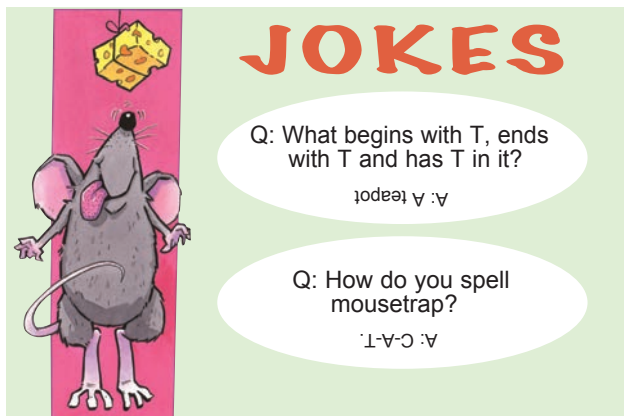 JOKES
Q: What begins with T, ends
with T and has T in it?
A: A teapot
Q: How do you spell
mousetrap?
A: C-A-T.